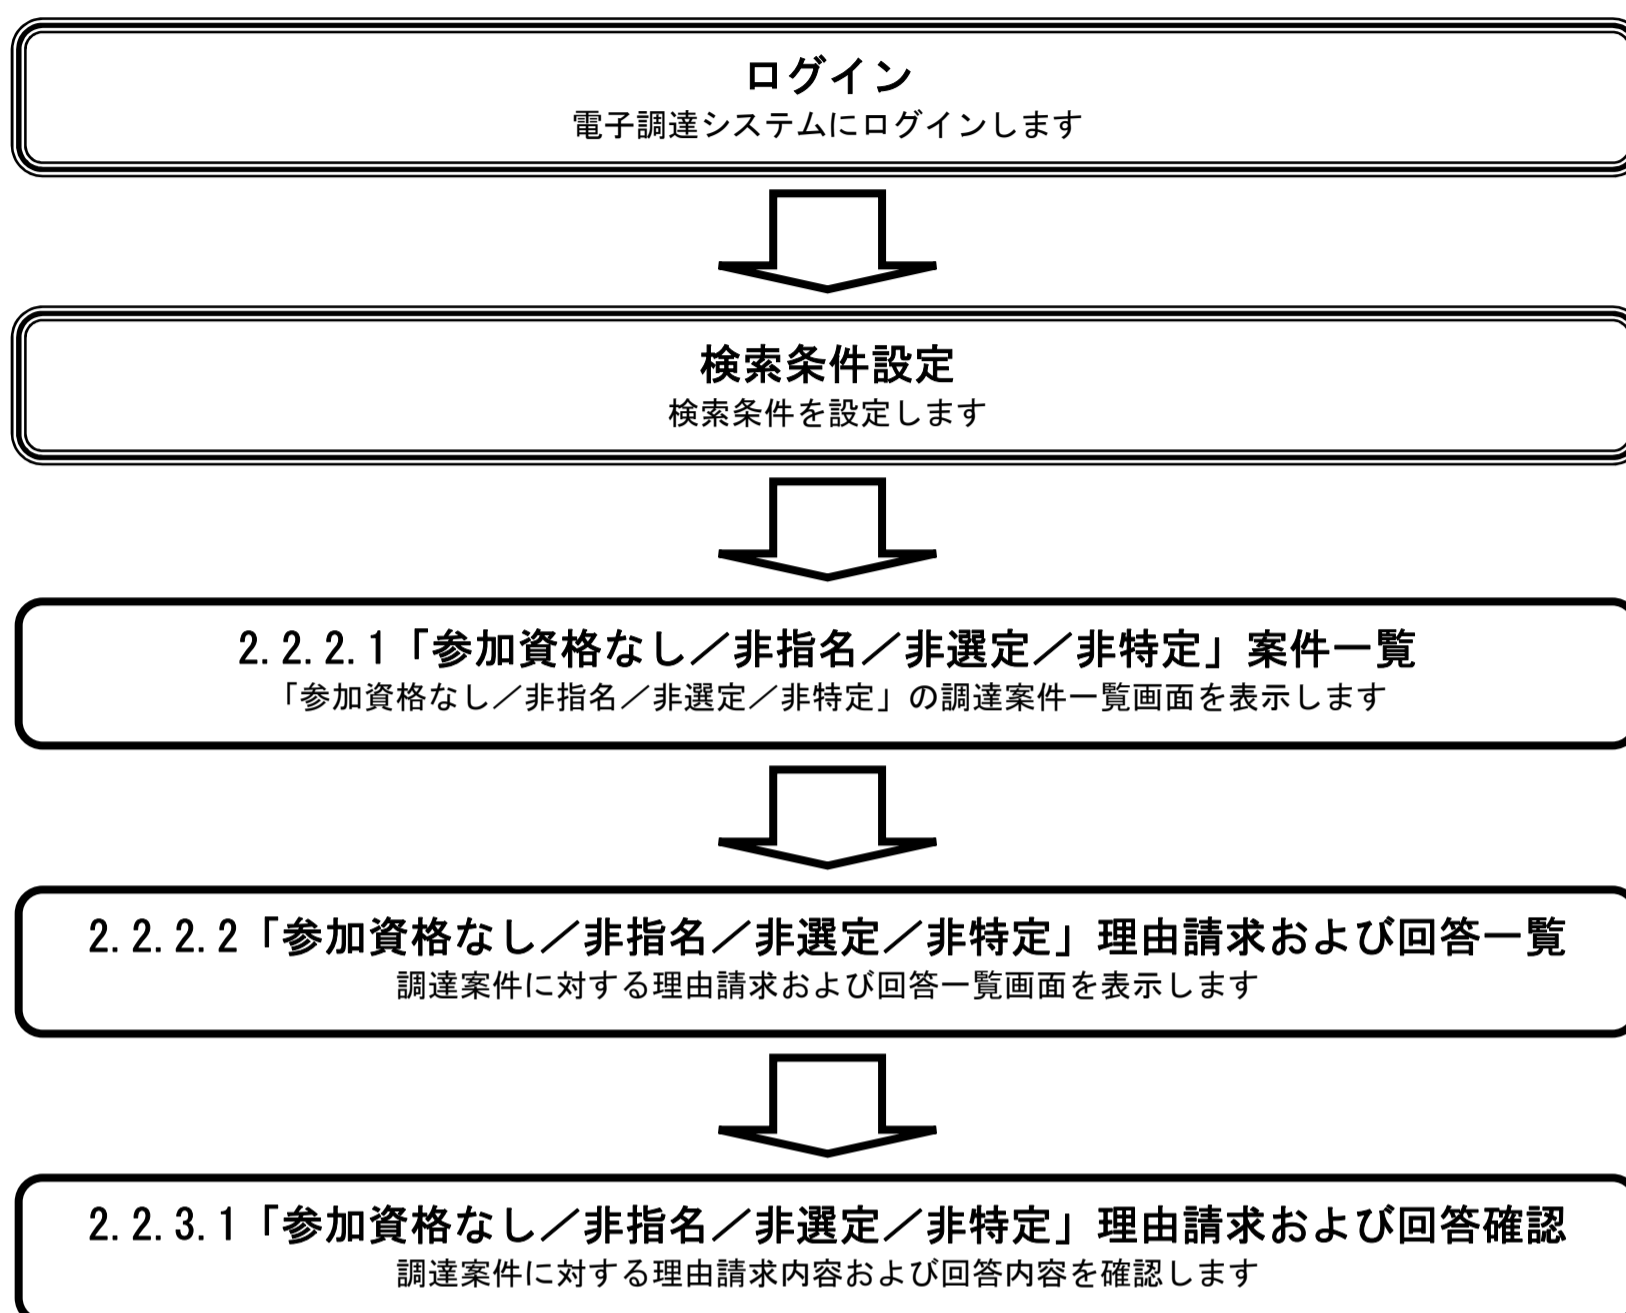 ログイン
電子調達システムにログインします
検索条件設定
検索条件を設定します
2.2.2.1「参加資格なし／非指名／非選定／非特定」案件一覧
「参加資格なし／非指名／非選定／非特定」の調達案件一覧画面を表示します
2.2.2.2「参加資格なし／非指名／非選定／非特定」理由請求および回答一覧
調達案件に対する理由請求および回答一覧画面を表示します
2.2.3.1「参加資格なし／非指名／非選定／非特定」理由請求および回答確認
調達案件に対する理由請求内容および回答内容を確認します